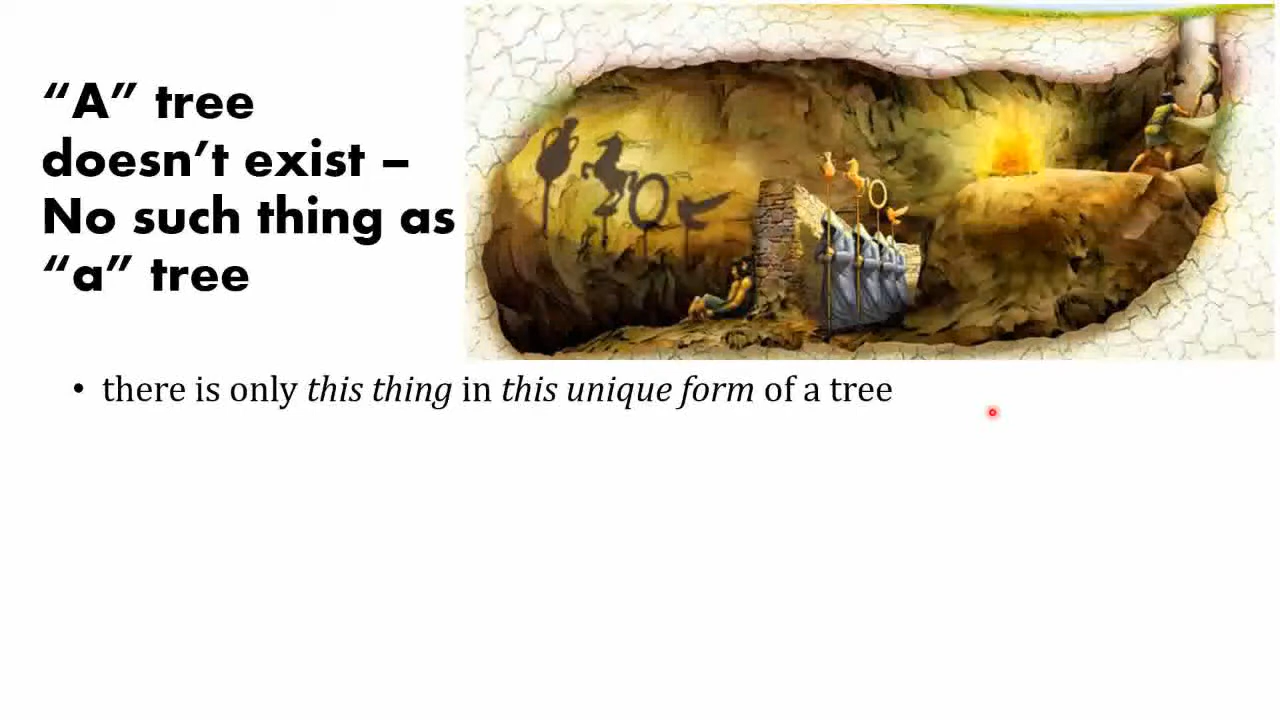 “A” tree
doesn’t exist –
No such thing as
“a” tree
• there is only this thing in this unique form of a tree